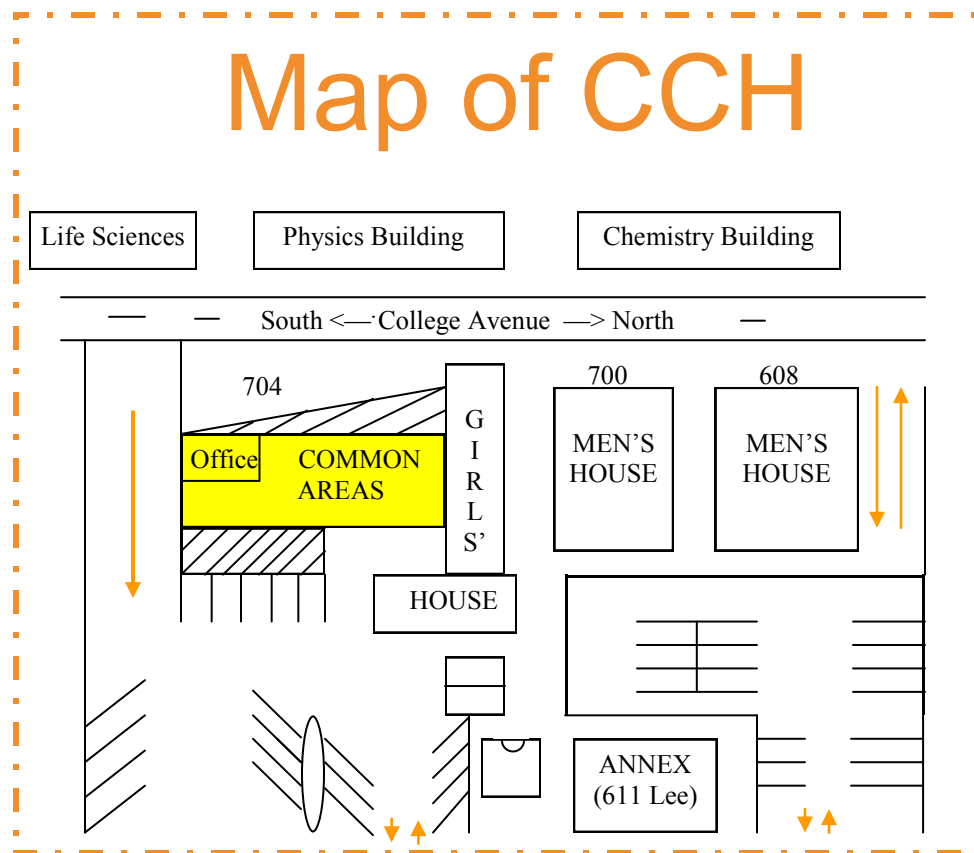 Map of CCH
Life Sciences
Physics Building
Chemistry Building
South <— College Avenue —> North
704
700
608
Office
COMMON
AREAS
G
I
R
L
S’
HOUSE
MEN’S
HOUSE
MEN’S
HOUSE
ANNEX
(611 Lee)